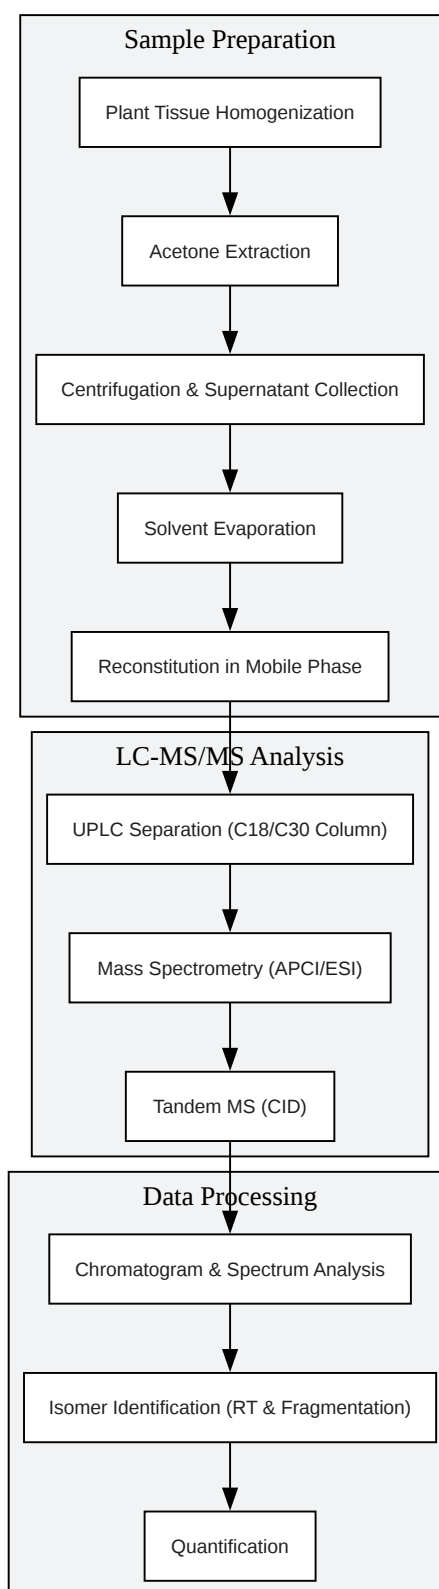 Sample Preparation
Plant Tissue Homogenization
Acetone Extraction
Centrifugation & Supernatant Collection
Solvent Evaporation
Reconstitution in Mobile Phase
LC-MS/MS Analysis
UPLC Separation (C18/C30 Column)
Mass Spectrometry (APCI/ESI)
Tandem MS (CID)
Data Processing
Chromatogram & Spectrum Analysis
Isomer Identification (RT & Fragmentation)
Quantification